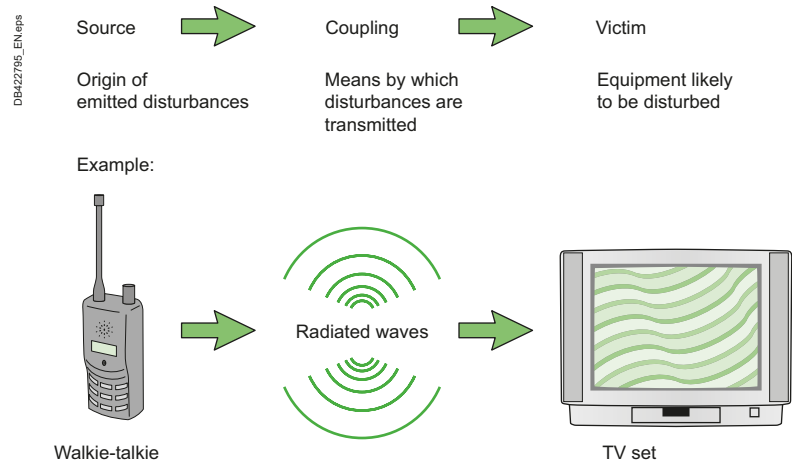 DB422795_EN.eps
Source
Coupling
Victim
Origin of
emitted disturbances
Means by which
disturbances are
transmitted
Equipment likely
to be disturbed
Example:
Radiated waves
Walkie-talkie
TV set